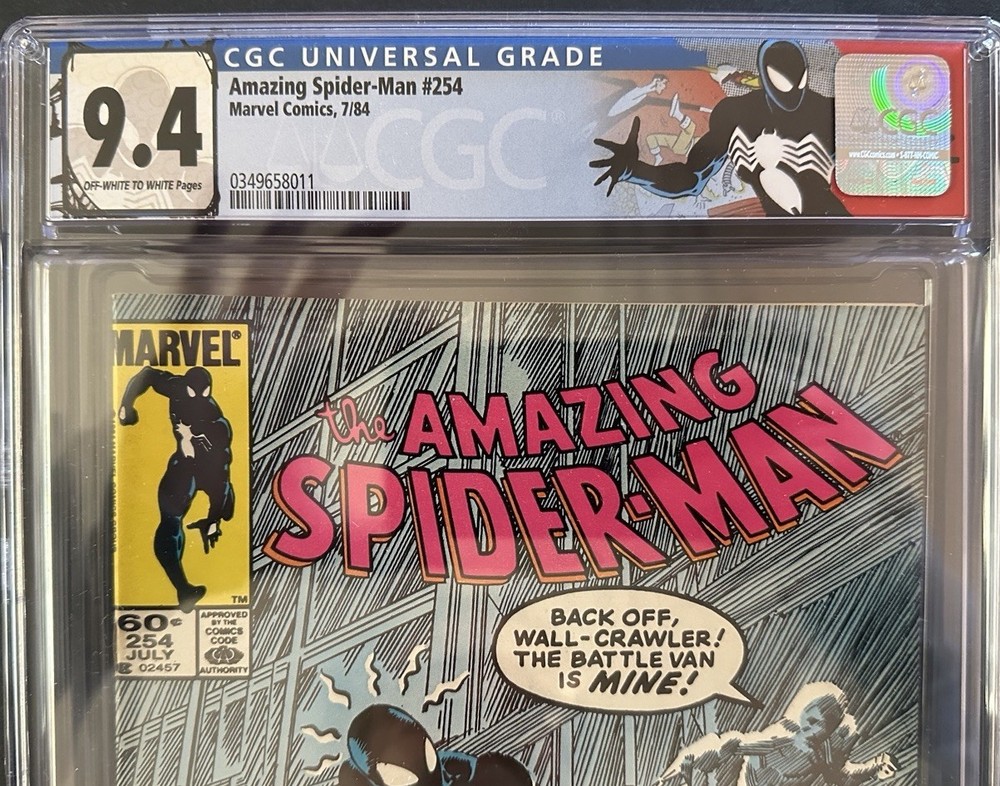 CGC UNIVERSAL GRADE
9.4
OFF-WHITE TO WHITE Pages
Amazing Spider-Man #254
Marvel Comics, 7/84
CGC®
0349658011
MARVEL®
TM
60¢
254
JULY
02457
APPROVED
BY THE
COMICS
CODE
AUTHORITY
the AMAZING
SPIDER-MAN
BACK OFF,
WALL-CRAWLER!
THE BATTLE VAN
IS MINE!